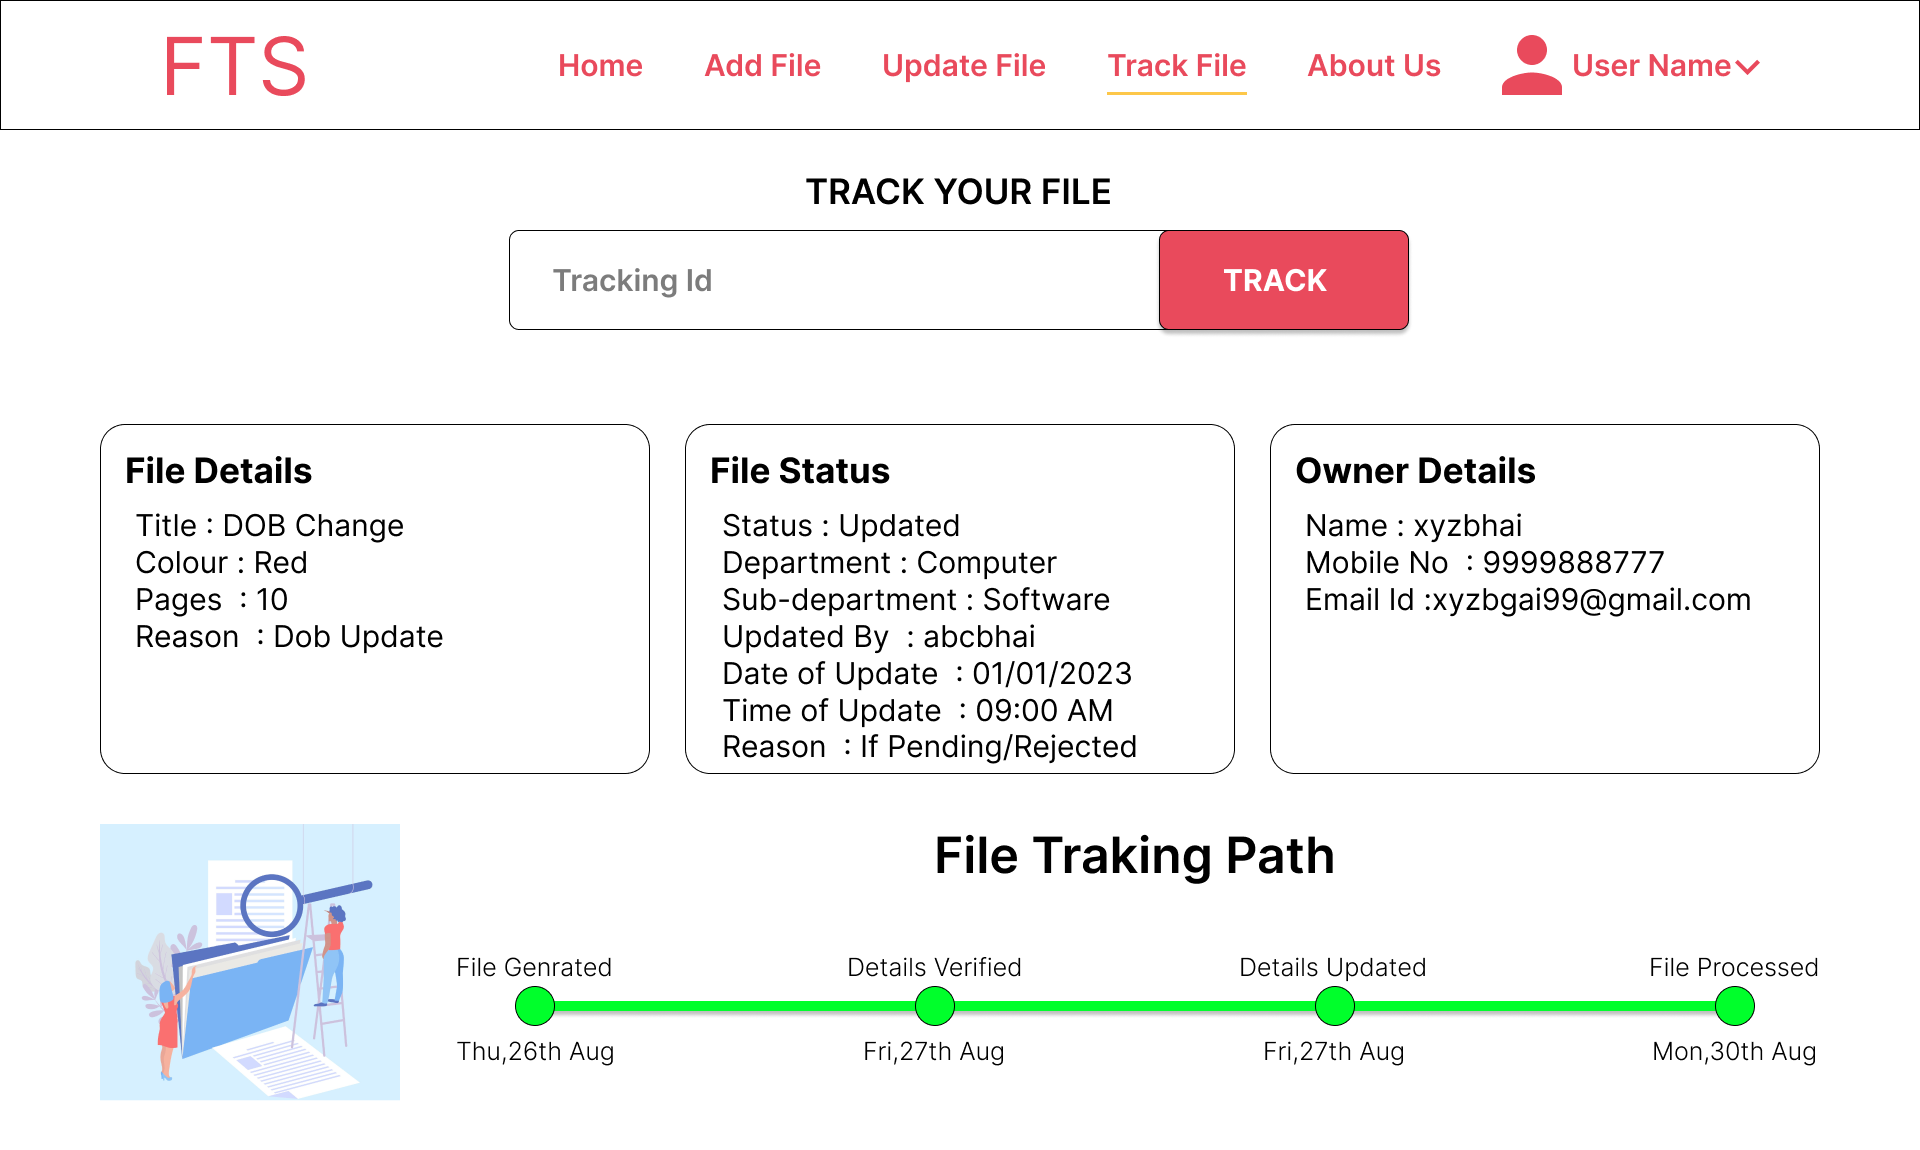 FTS
Home
Add File
Update File
Track File
About Us
User Name
TRACK YOUR FILE
Tracking Id
TRACK
File Details
Title : DOB Change
Colour : Red
Pages  : 10
Reason  : Dob Update
File Status
Status : Updated
Department : Computer
Sub-department : Software
Updated By  : abcbhai
Date of Update  : 01/01/2023
Time of Update  : 09:00 AM
Reason  : If Pending/Rejected
Owner Details
Name : xyzbhai
Mobile No  : 9999888777
Email Id :xyzbgai99@gmail.com
File Traking Path
File Genrated
Details Verified
Details Updated
File Processed
Thu,26th Aug
Fri,27th Aug
Fri,27th Aug
Mon,30th Aug